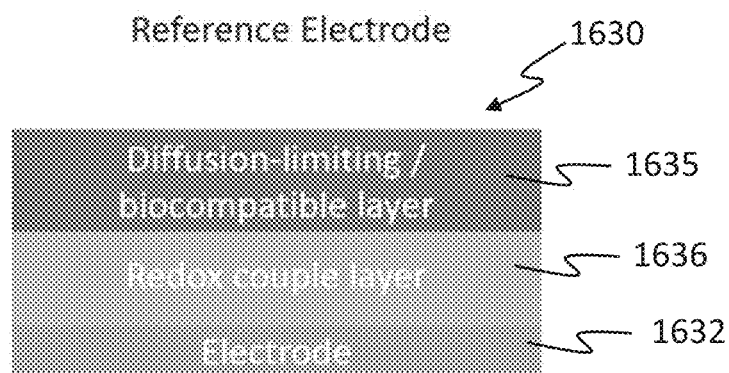 Reference Electrode
1630
Diffusion-limiting /
biocompatible layer
1635
Redox couple layer
1636
Electrode
1632